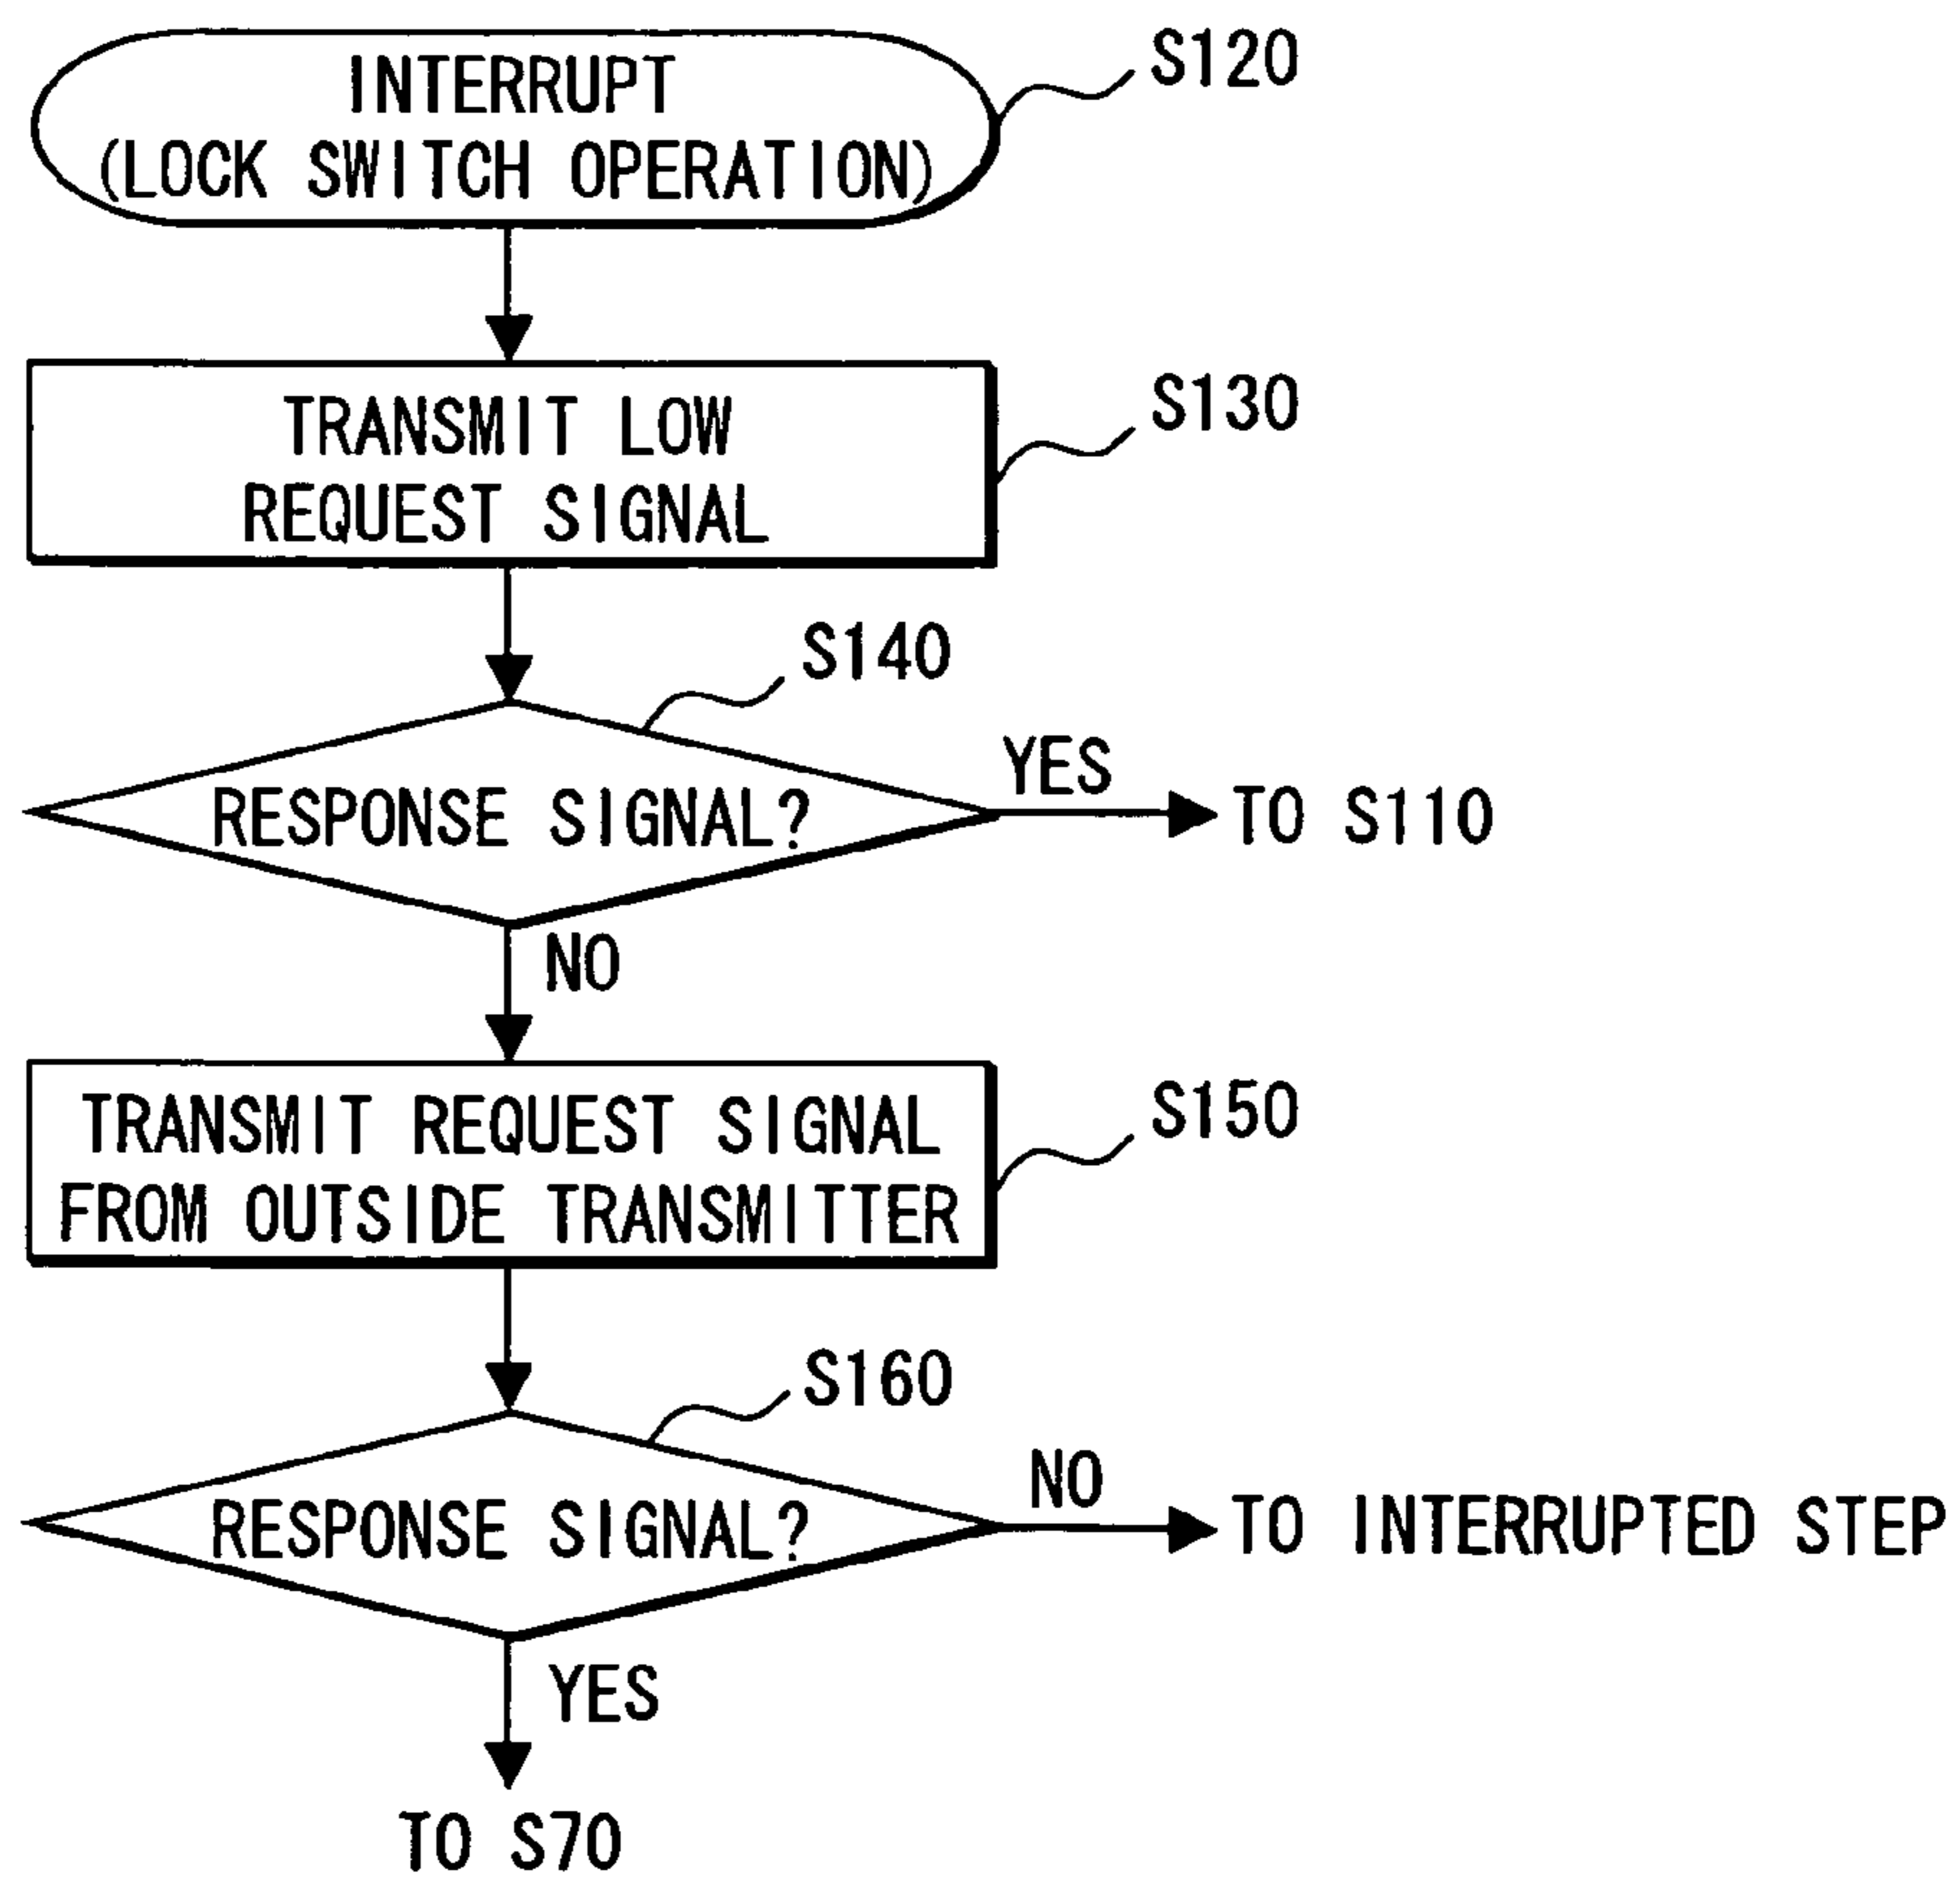 INTERRUPT
(LOCK SWITCH OPERATION)
S120
TRANSMIT LOW
REQUEST SIGNAL
S130
S140
RESPONSE SIGNAL?
YES
TO S110
NO
TRANSMIT REQUEST SIGNAL
FROM OUTSIDE TRANSMITTER
S150
S160
RESPONSE SIGNAL?
NO
TO INTERRUPTED STEP
YES
TO S70